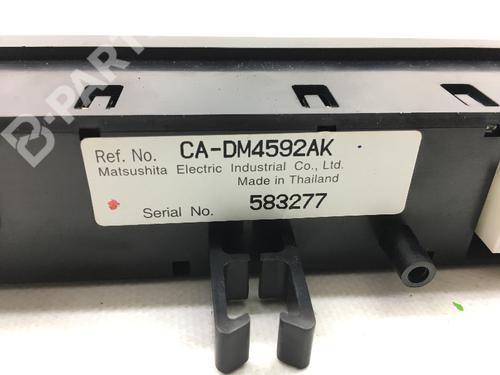 B-PARTS
Ref. No. CA-DM4592AK
Matsushita Electric Industrial Co., Ltd.
Made in Thailand
Serial No. 583277